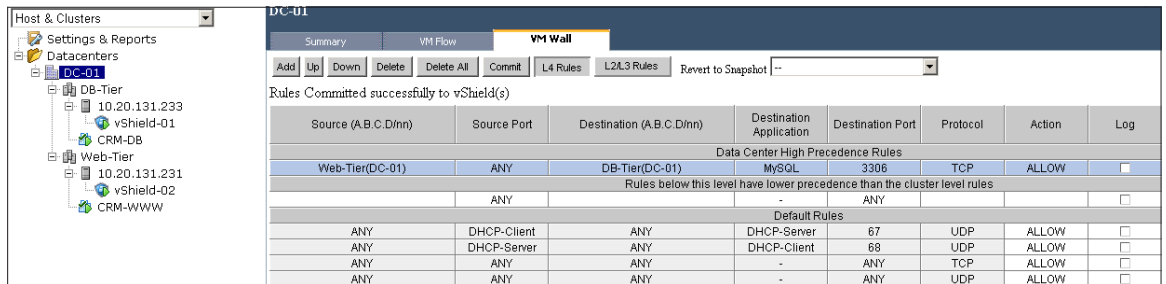 Host & Clusters
Settings & Reports
Datacenters
DC-01
DB-Tier
10.20.131.233
vShield-01
CRM-DB
Web-Tier
10.20.131.231
vShield-02
CRM-WWW
DC-01
Summary VM Flow VM Wall
Add Up Down Delete Delete All Commit L4 Rules L2/L3 Rules Revert to Snapshot --
Rules Committed successfully to vShield(s)
Source (A.B.C.D/nn) Source Port Destination (A.B.C.D/nn) Destination Application Destination Port Protocol Action Log
Data Center High Precedence Rules
Web-Tier(DC-01) ANY DB-Tier(DC-01) MySQL 3306 TCP ALLOW
Rules below this level have lower precedence than the cluster level rules
ANY - ANY
Default Rules
ANY DHCP-Client ANY DHCP-Server 67 UDP ALLOW
ANY DHCP-Server ANY DHCP-Client 68 UDP ALLOW
ANY ANY ANY - ANY TCP ALLOW
ANY ANY ANY - ANY UDP ALLOW